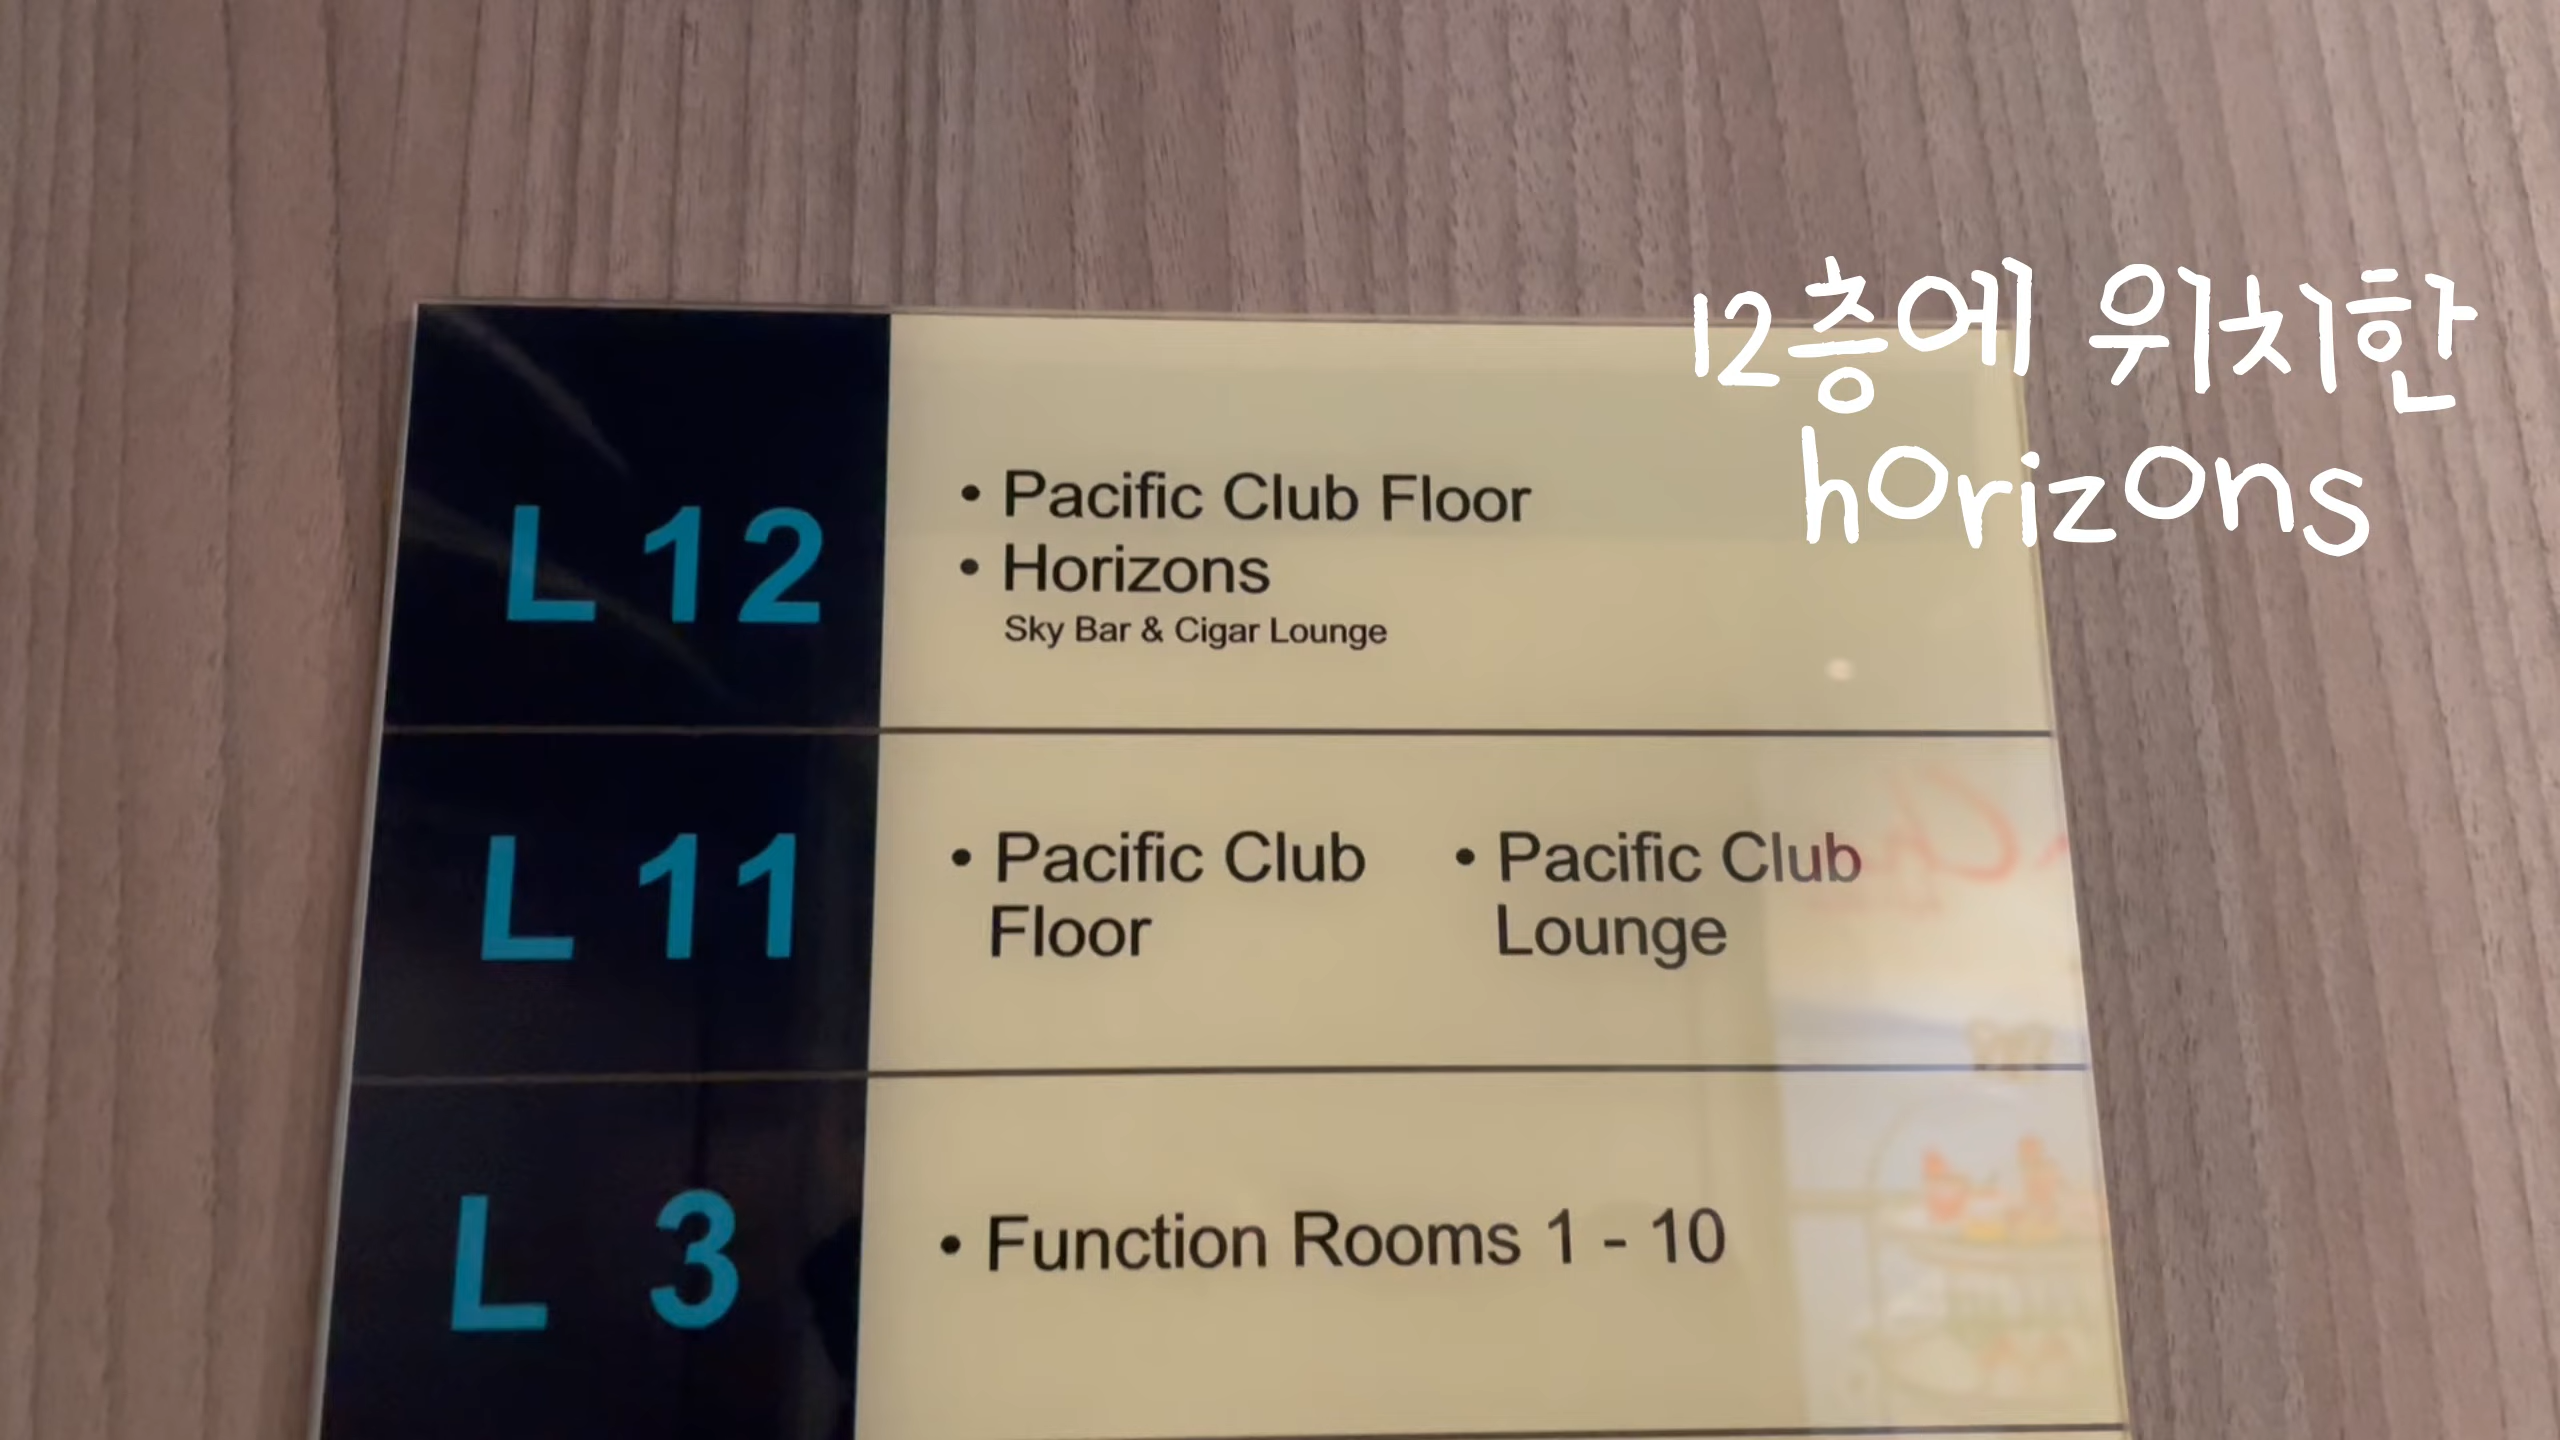 12층에 위치한
horizons
L 12
• Pacific Club Floor
• Horizons
Sky Bar & Cigar Lounge
L 11
• Pacific Club
Floor
• Pacific Club
Lounge
L 3
• Function Rooms 1 - 10